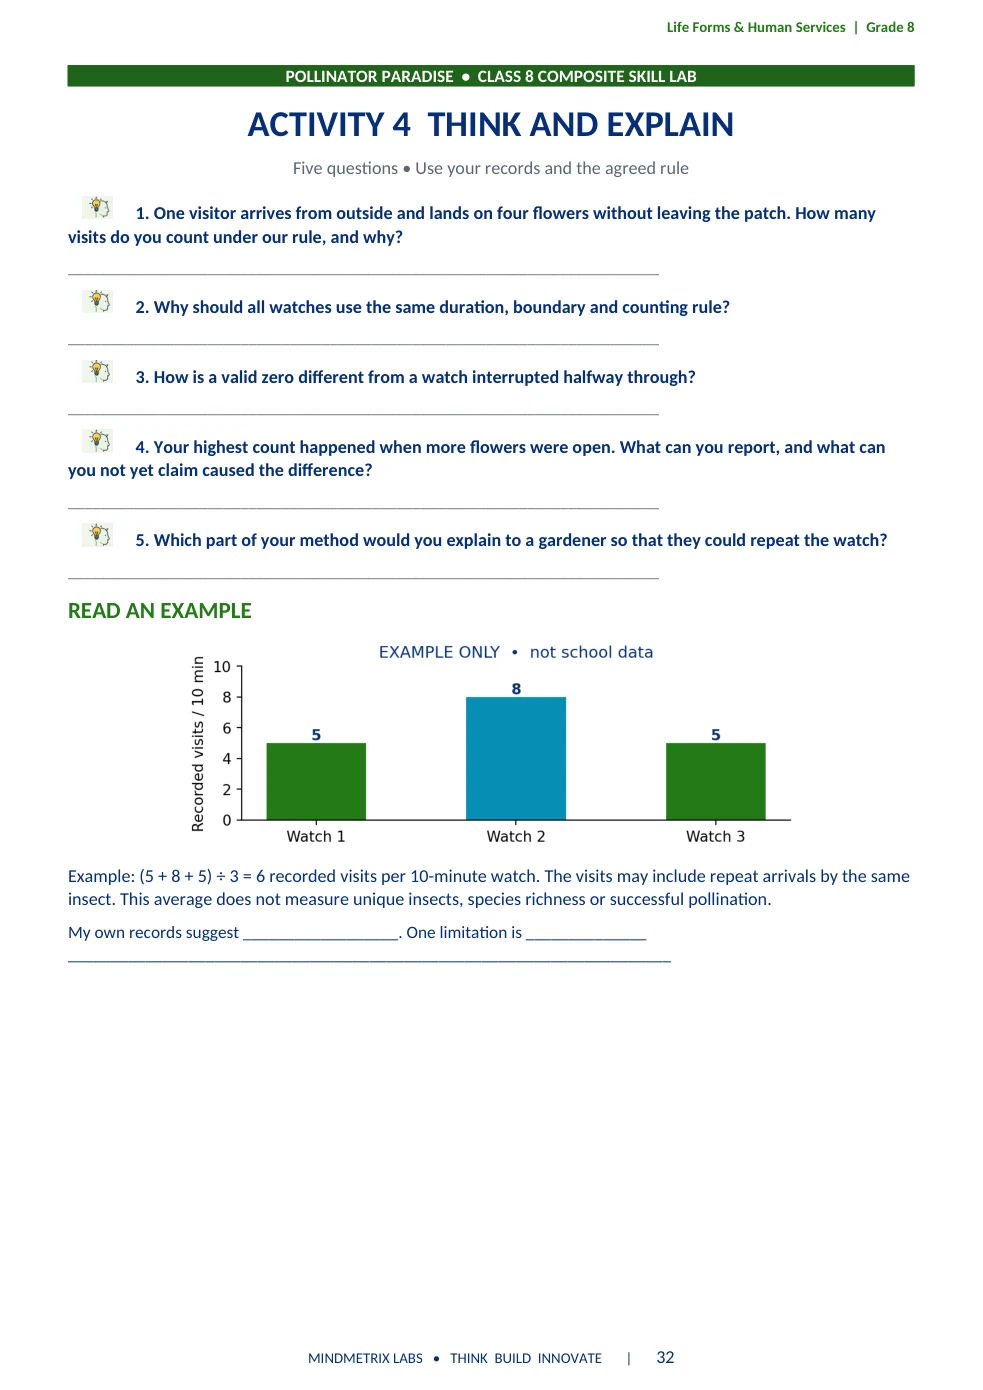 Life Forms & Human Services | Grade 8
POLLINATOR PARADISE ● CLASS 8 COMPOSITE SKILL LAB
ACTIVITY 4 THINK AND EXPLAIN
Five questions • Use your records and the agreed rule
1. One visitor arrives from outside and lands on four flowers without leaving the patch. How many
visits do you count under our rule, and why?
2. Why should all watches use the same duration, boundary and counting rule?
3. How is a valid zero different from a watch interrupted halfway through?
4. Your highest count happened when more flowers were open. What can you report, and what can
you not yet claim caused the difference?
5. Which part of your method would you explain to a gardener so that they could repeat the watch?
READ AN EXAMPLE
EXAMPLE ONLY • not school data
Recorded visits / 10 min
10
8
6
4
2
0
5
8
5
Watch 1
Watch 2
Watch 3
Example: (5 + 8 + 5) ÷ 3 = 6 recorded visits per 10-minute watch. The visits may include repeat arrivals by the same
insect. This average does not measure unique insects, species richness or successful pollination.
My own records suggest __________________. One limitation is ______________
MINDMETRIX LABS ● THINK BUILD INNOVATE | 32